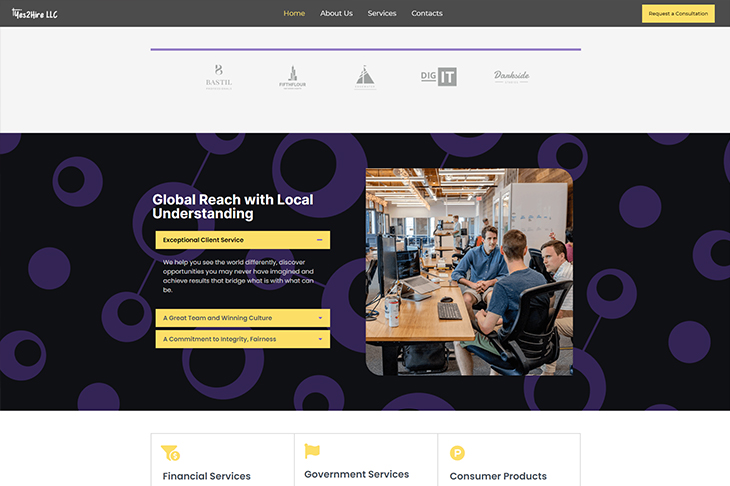 Yes2Hire LLC
Home
About Us
Services
Contacts
Request a Consultation
BASTIL
FIFTHFLOUR
DIGIT
Darkside
Global Reach with Local
Understanding
Exceptional Client Service
We help you see the world differently, discover
opportunities you may never have imagined and
achieve results that bridge what is with what can
be.
A Great Team and Winning Culture
A Commitment to Integrity, Fairness
Financial Services
Government Services
P
Consumer Products